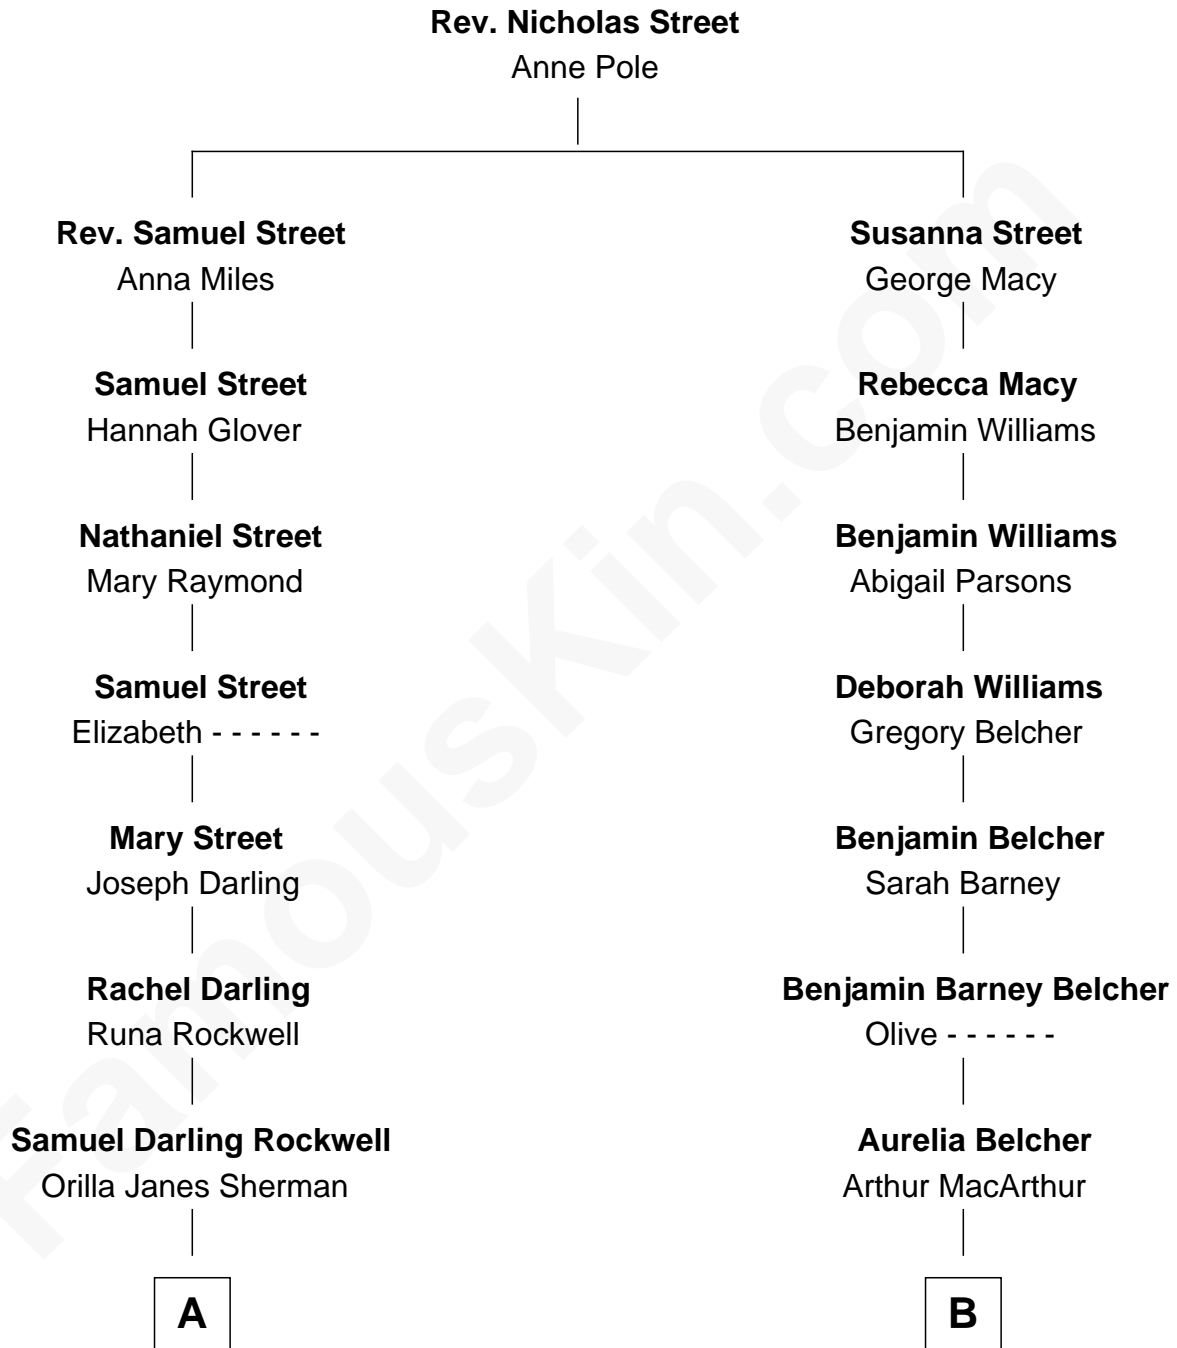 Rev. Nicholas Street
Anne Pole
Rev. Samuel Street
Anna Miles
Samuel Street
Hannah Glover
Nathaniel Street
Mary Raymond
Samuel Street
Elizabeth - - - - - -
Mary Street
Joseph Darling
Rachel Darling
Runa Rockwell
Samuel Darling Rockwell
Orilla Janes Sherman
A
Susanna Street
George Macy
Rebecca Macy
Benjamin Williams
Benjamin Williams
Abigail Parsons
Deborah Williams
Gregory Belcher
Benjamin Belcher
Sarah Barney
Benjamin Barney Belcher
Olive - - - - - -
Aurelia Belcher
Arthur MacArthur
B
FamousKin.com